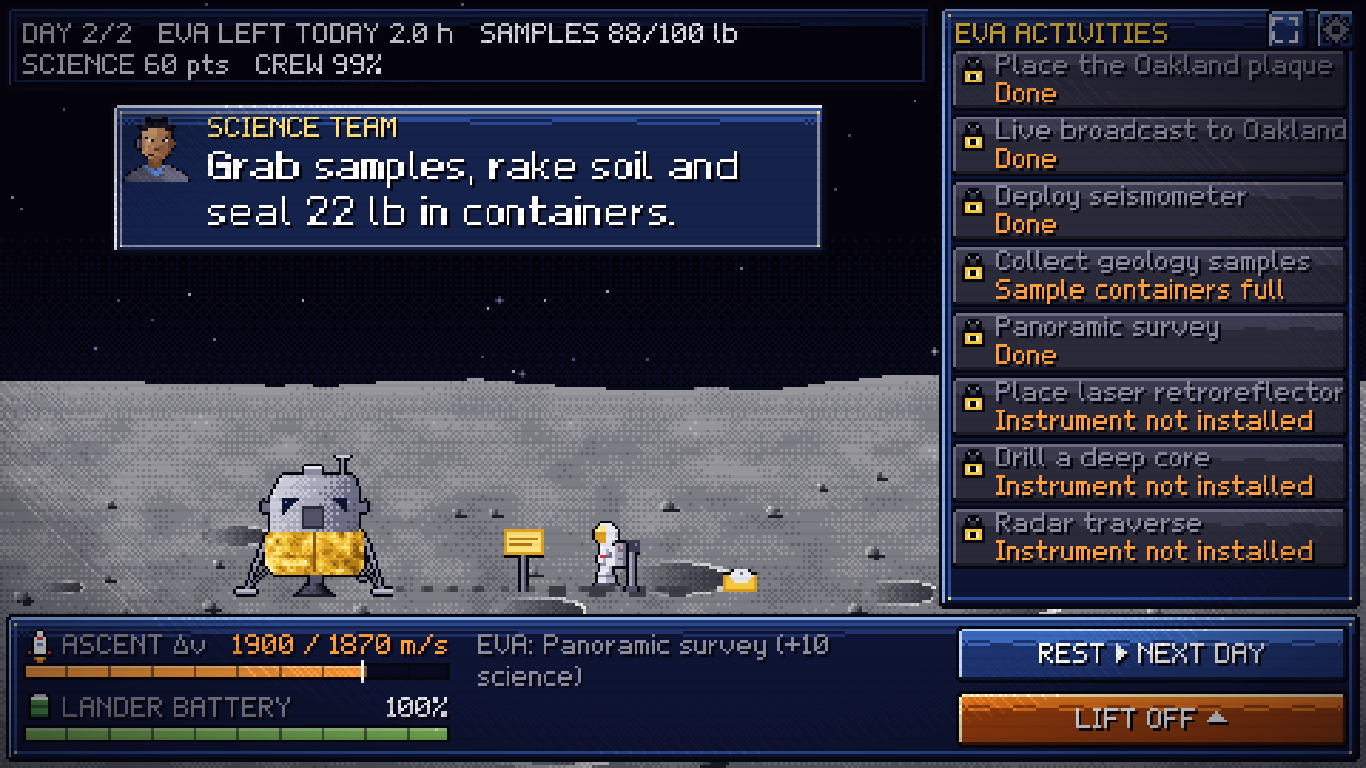 DAY 2/2 EVA LEFT TODAY 2.0 h SAMPLES 88/100 lb
SCIENCE 60 pts CREW 99%
SCIENCE TEAM
Grab samples, rake soil and
seal 22 lb in containers.
EVA ACTIVITIES
Place the Oakland plaque
Done
Live broadcast to Oakland
Done
Deploy seismometer
Done
Collect geology samples
Sample containers full
Panoramic survey
Done
Place laser retroreflector
Instrument not installed
Drill a deep core
Instrument not installed
Radar traverse
Instrument not installed
ASCENT Δv 1900 / 1870 m/s
LANDER BATTERY 100%
EVA: Panoramic survey (+10
science)
REST ▶ NEXT DAY
LIFT OFF ▲